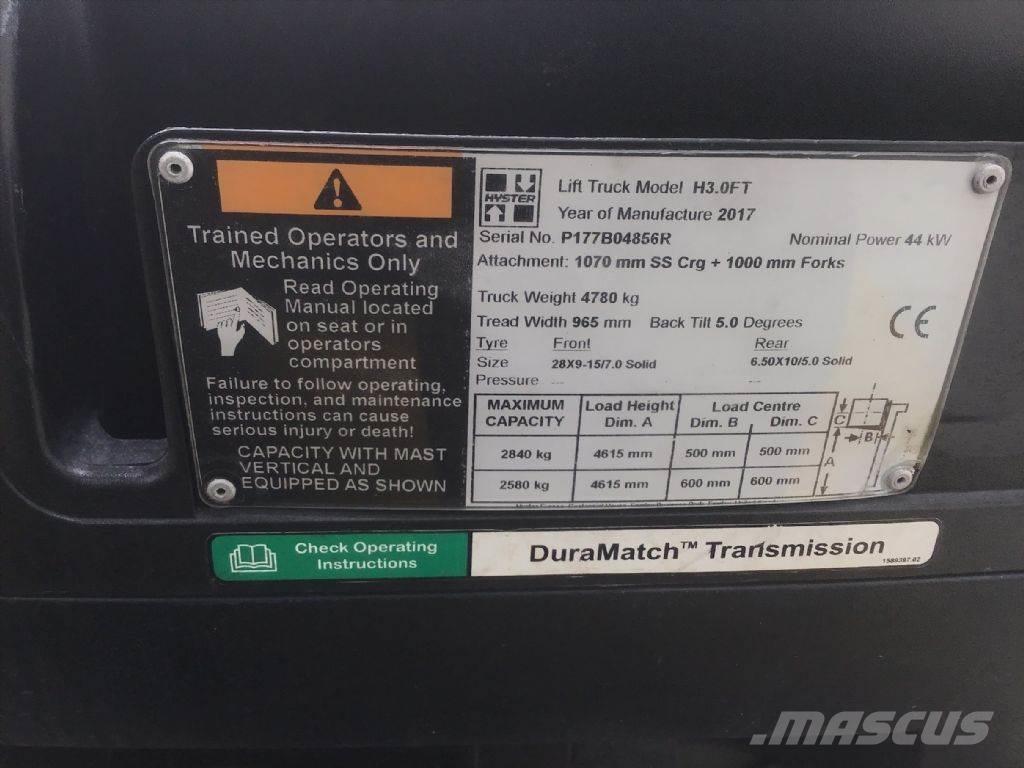 Trained Operators and
Mechanics Only
Read Operating
Manual located
on seat or in
operators
compartment
Failure to follow operating,
inspection, and maintenance
instructions can cause
serious injury or death!
CAPACITY WITH MAST
VERTICAL AND
EQUIPPED AS SHOWN
HYSTER
Lift Truck Model H3.0FT
Year of Manufacture 2017
Serial No. P177B04856R Nominal Power 44 kW
Attachment: 1070 mm SS Crg + 1000 mm Forks
Truck Weight 4780 kg
Tread Width 965 mm Back Tilt 5.0 Degrees
CE
Tyre Front Rear
Size 28X9-15/7.0 Solid 6.50X10/5.0 Solid
Pressure --- ---
MAXIMUM CAPACITY Load Height Dim. A Load Centre Dim. B Dim. C
2840 kg 4615 mm 500 mm 500 mm
2580 kg 4615 mm 600 mm 600 mm
C
B
A
Check Operating
Instructions
DuraMatch™ Transmission
1589397.02
MASCUS